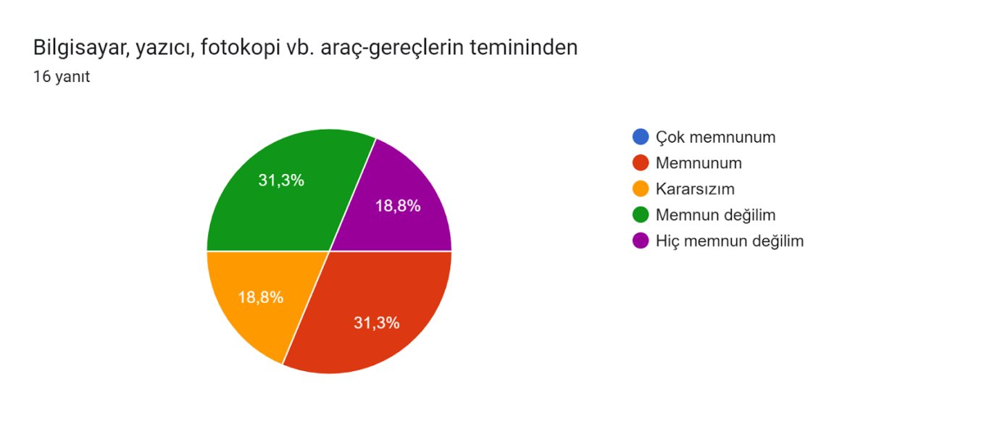 Bilgisayar, yazıcı, fotokopi vb. araç-gereçlerin temininden
16 yanıt
31,3%
18,8%
18,8%
31,3%
Çok memnunum
Memnunum
Kararsızım
Memnun değilim
Hiç memnun değilim